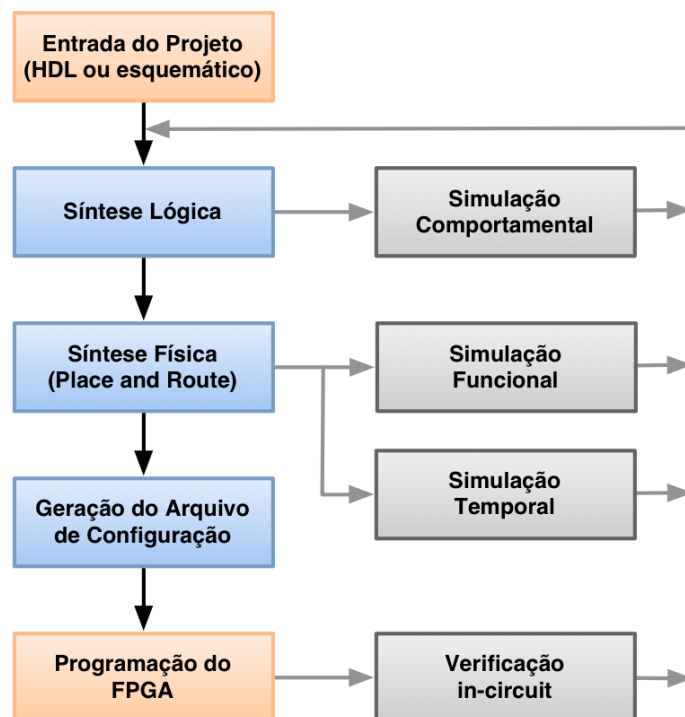 Entrada do Projeto
(HDL ou esquemático)
Síntese Lógica
Simulação
Comportamental
Síntese Física
(Place and Route)
Simulação
Funcional
Simulação
Temporal
Geração do Arquivo
de Configuração
Programação do
FPGA
Verificação
in-circuit